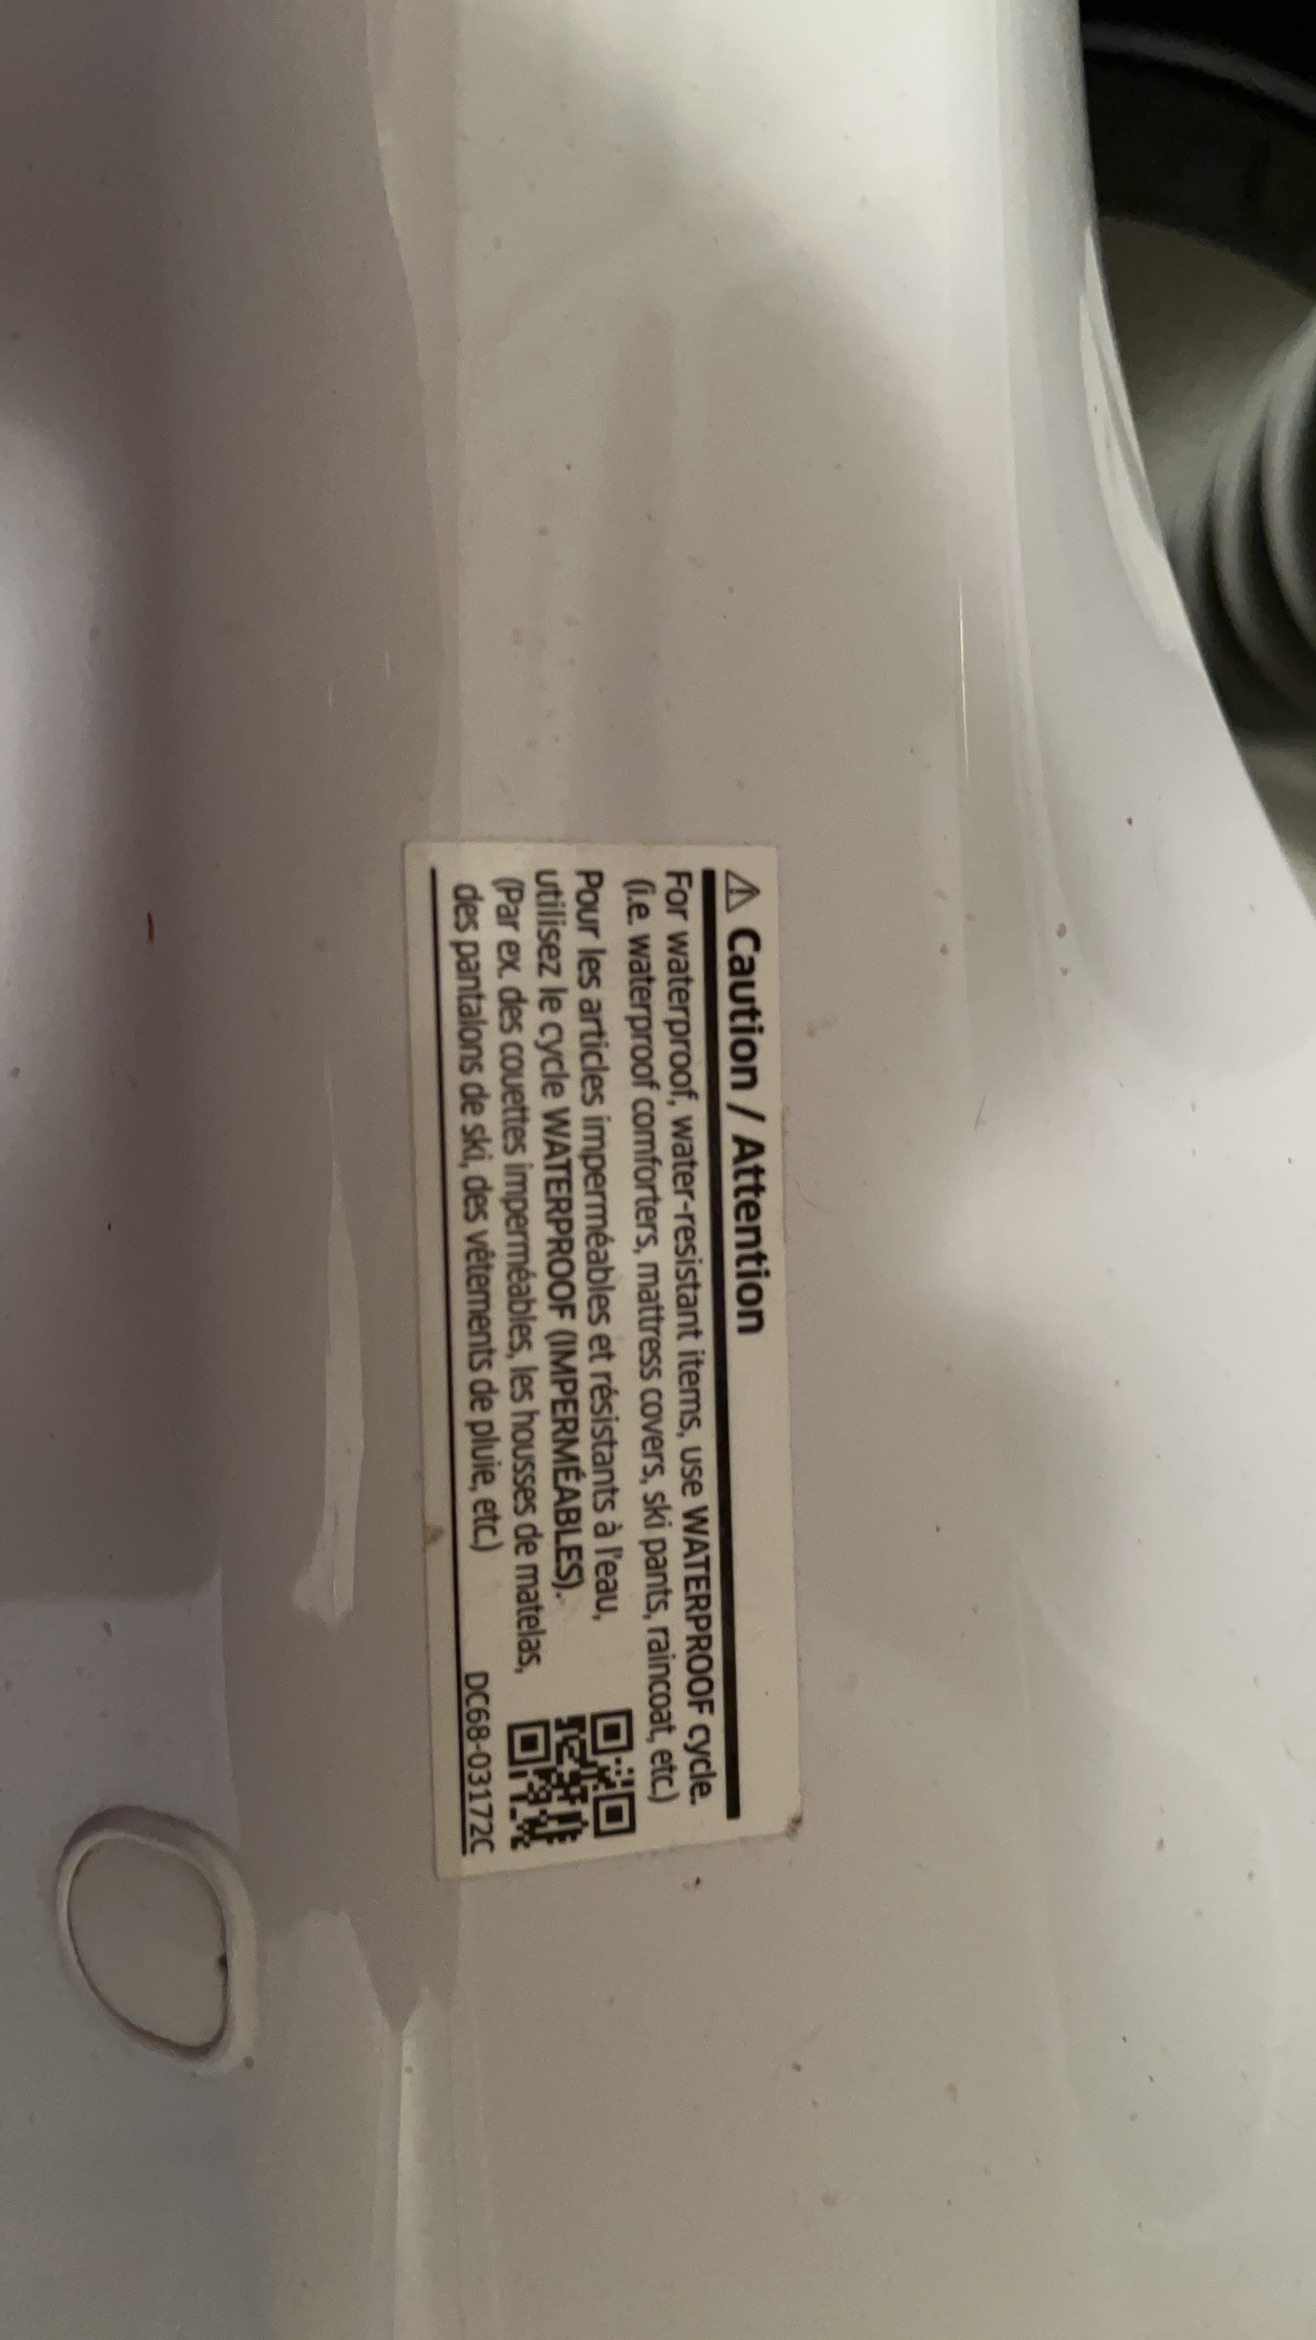 ⚠ Caution / Attention
For waterproof, water-resistant items, use WATERPROOF cycle.
(i.e. waterproof comforters, mattress covers, ski pants, raincoat, etc.)
Pour les articles imperméables et résistants à l'eau,
utilisez le cycle WATERPROOF (IMPERMÉABLES).
(Par ex. des couettes imperméables, les housses de matelas,
des pantalons de ski, des vêtements de pluie, etc.)
DC68-03172C